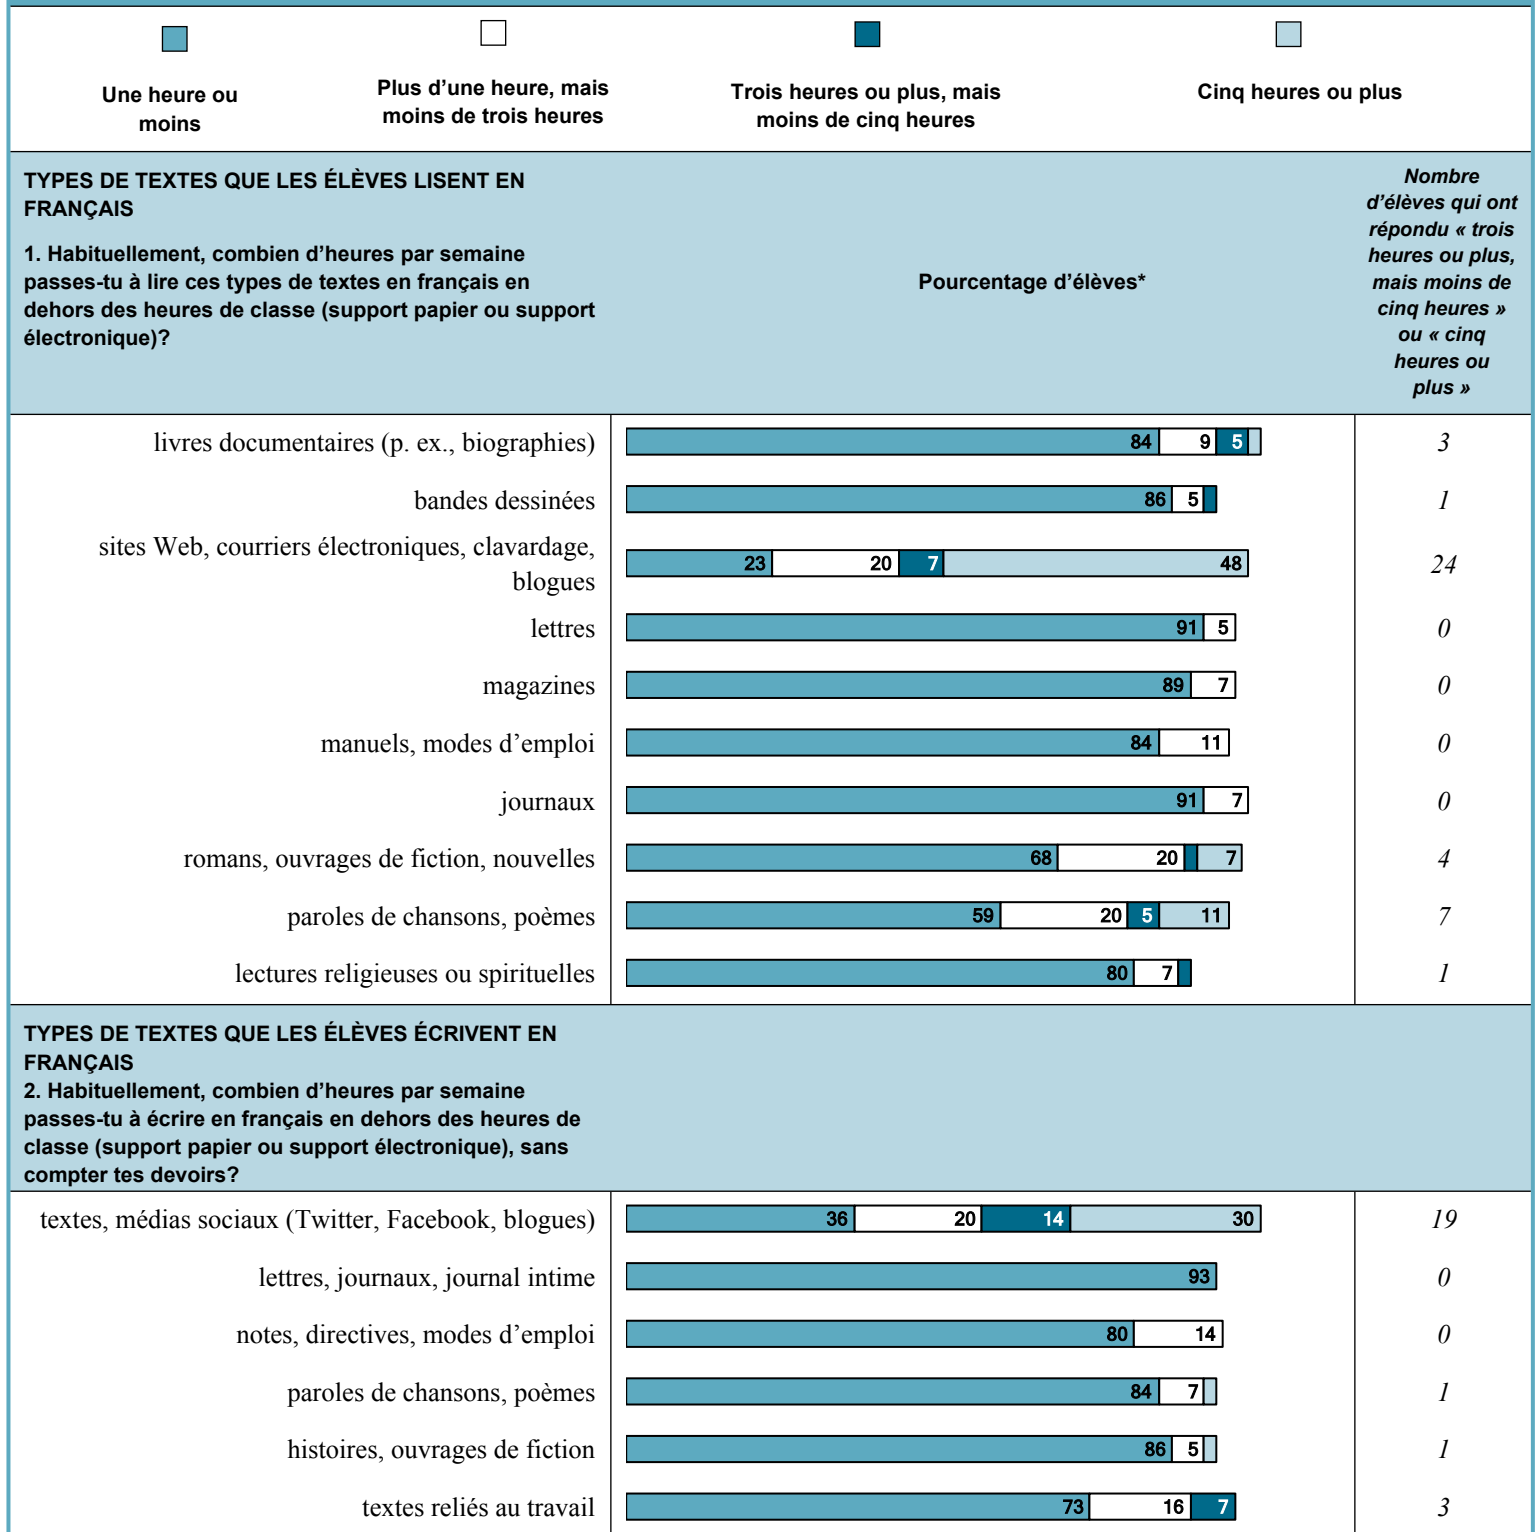 Une heure ou
moins
Plus d’une heure, mais
moins de trois heures
Trois heures ou plus, mais
moins de cinq heures
Cinq heures ou plus
TYPES DE TEXTES QUE LES ÉLÈVES LISENT EN
FRANÇAIS
1. Habituellement, combien d’heures par semaine
passes-tu à lire ces types de textes en français en
dehors des heures de classe (support papier ou support
électronique)?
Pourcentage d’élèves*
Nombre
d’élèves qui ont
répondu « trois
heures ou plus,
mais moins de
cinq heures »
ou « cinq
heures ou
plus »
livres documentaires (p. ex., biographies) 84 9 5 3
bandes dessinées 86 5 1
sites Web, courriers électroniques, clavardage,
blogues 23 20 7 48 24
lettres 91 5 0
magazines 89 7 0
manuels, modes d’emploi 84 11 0
journaux 91 7 0
romans, ouvrages de fiction, nouvelles 68 20 7 4
paroles de chansons, poèmes 59 20 5 11 7
lectures religieuses ou spirituelles 80 7 1
TYPES DE TEXTES QUE LES ÉLÈVES ÉCRIVENT EN
FRANÇAIS
2. Habituellement, combien d’heures par semaine
passes-tu à écrire en français en dehors des heures de
classe (support papier ou support électronique), sans
compter tes devoirs?
textes, médias sociaux (Twitter, Facebook, blogues) 36 20 14 30 19
lettres, journaux, journal intime 93 0
notes, directives, modes d’emploi 80 14 0
paroles de chansons, poèmes 84 7 1
histoires, ouvrages de fiction 86 5 1
textes reliés au travail 73 16 7 3